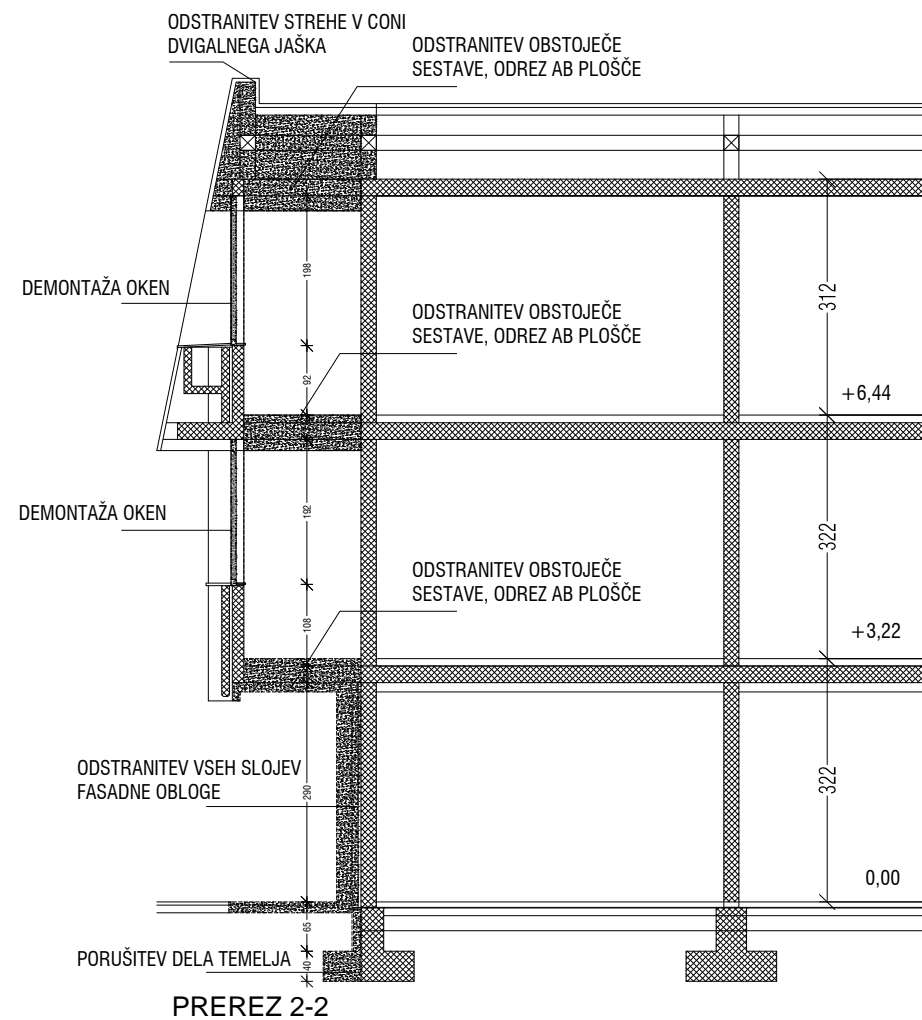 ODSTRANITEV STREHE V CONI
DVIGALNEGA JAŠKA
ODSTRANITEV OBSTOJEČE
SESTAVE, ODREZ AB PLOŠČE
198
312
DEMONTAŽA OKEN
ODSTRANITEV OBSTOJEČE
SESTAVE, ODREZ AB PLOŠČE
92
+6,44
DEMONTAŽA OKEN
192
322
ODSTRANITEV OBSTOJEČE
SESTAVE, ODREZ AB PLOŠČE
108
+3,22
ODSTRANITEV VSEH SLOJEV
FASADNE OBLOGE
290
322
0,00
65
PORUŠITEV DELA TEMELJA
40
PREREZ 2-2